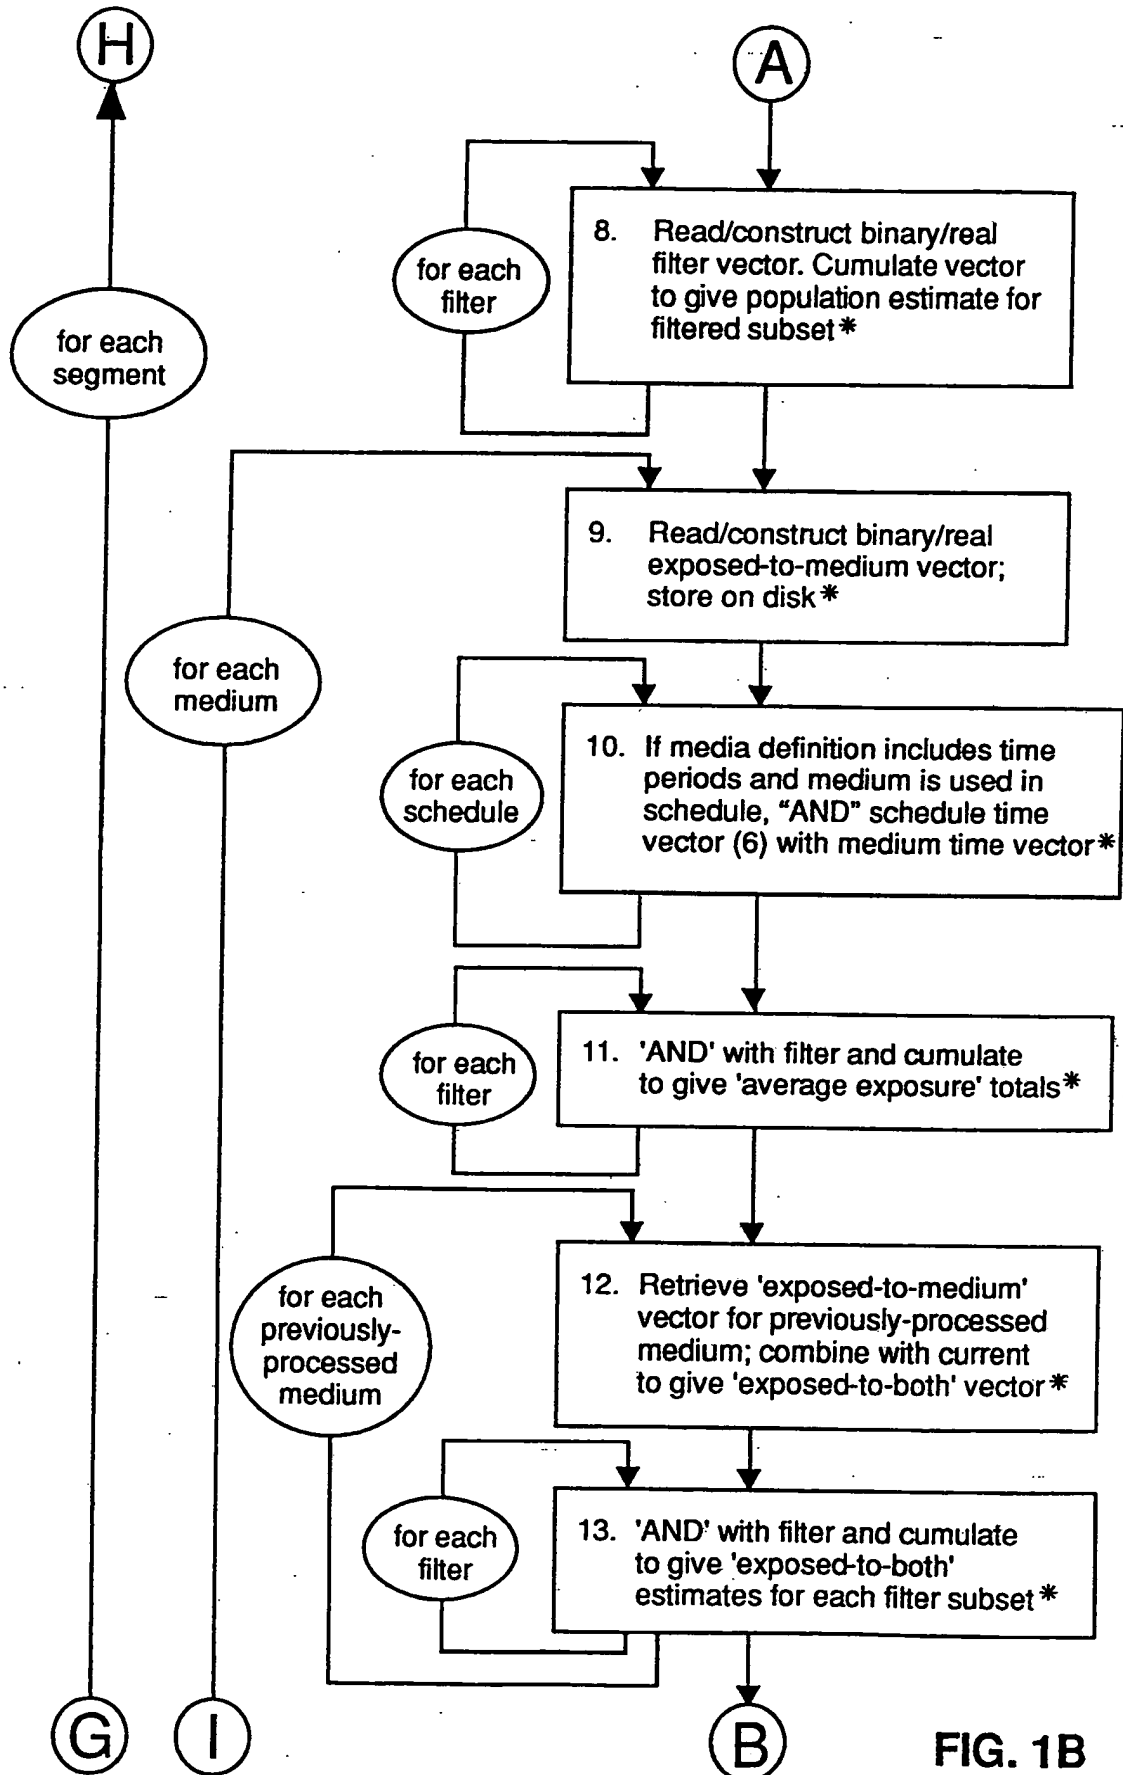 H
A
for each
filter
8. Read/construct binary/real
filter vector. Cumulate vector
to give population estimate for
filtered subset*
for each
segment
9. Read/construct binary/real
exposed-to-medium vector;
store on disk*
for each
medium
for each
schedule
10. If media definition includes time
periods and medium is used in
schedule, “AND” schedule time
vector (6) with medium time vector*
for each
filter
11. 'AND' with filter and cumulate
to give 'average exposure' totals*
for each
previously-
processed
medium
12. Retrieve 'exposed-to-medium'
vector for previously-processed
medium; combine with current
to give 'exposed-to-both' vector*
for each
filter
13. 'AND' with filter and cumulate
to give 'exposed-to-both'
estimates for each filter subset*
G
I
B
FIG. 1B